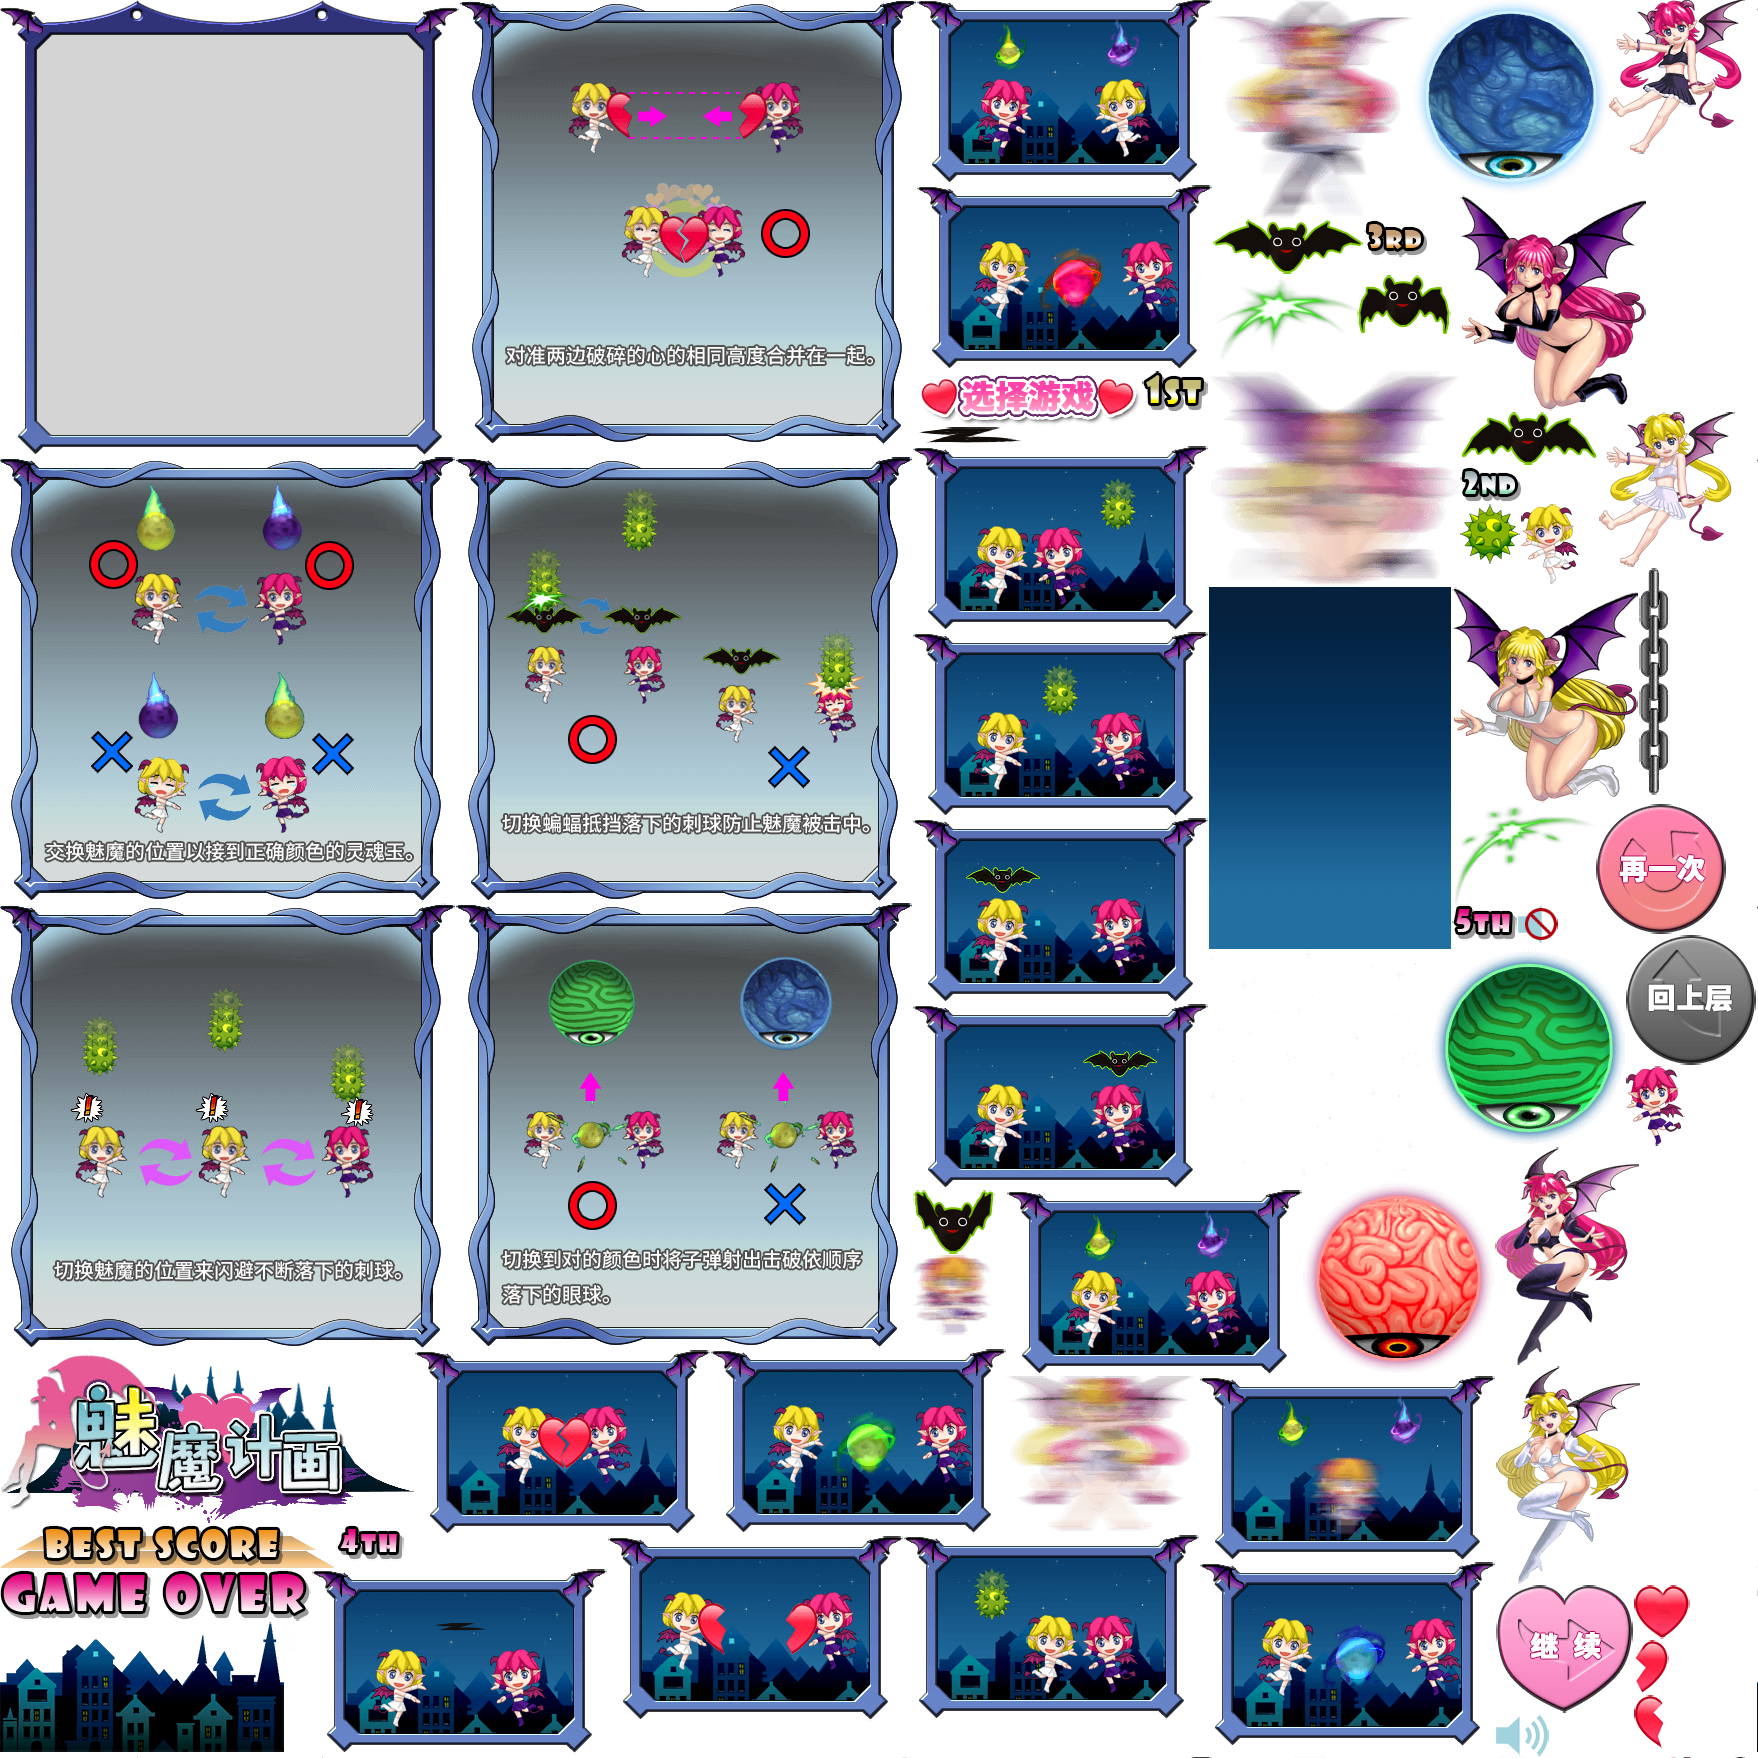 对准两边破碎的心的相同高度合并在一起。
3RD
选择游戏
1ST
2ND
交换魅魔的位置以接到正确颜色的灵魂玉。
切换蝙蝠抵挡落下的刺球防止魅魔被击中。
再一次
5TH
回上层
切换魅魔的位置来闪避不断落下的刺球。
切换到对的颜色时将子弹射出击破依顺序
落下的眼球。
魅魔计画
BEST SCORE
4TH
GAME OVER
继续